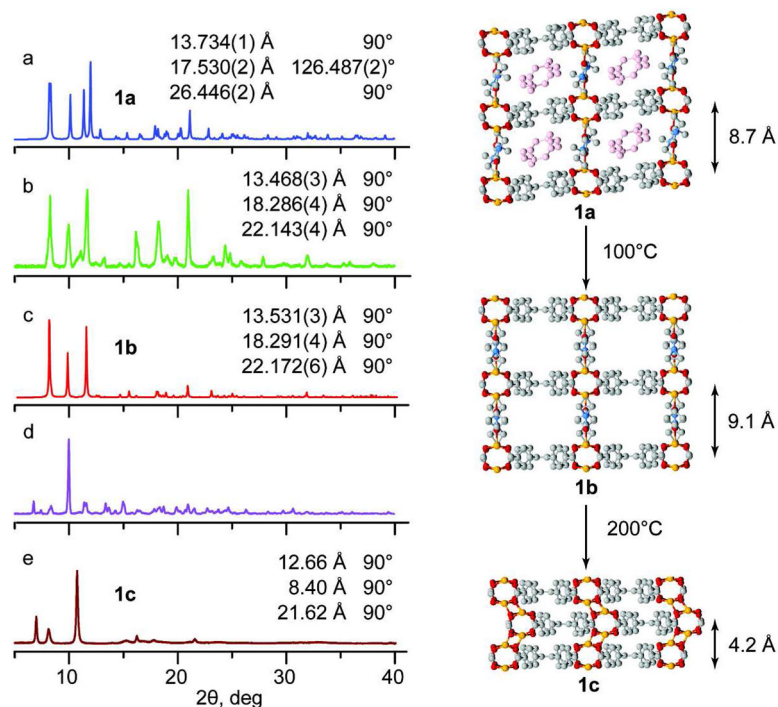 a
1a
13.734(1) Å 90°
17.530(2) Å 126.487(2)°
26.446(2) Å 90°
b
13.468(3) Å 90°
18.286(4) Å 90°
22.143(4) Å 90°
c
1b
13.531(3) Å 90°
18.291(4) Å 90°
22.172(6) Å 90°
d
e
1c
12.66 Å 90°
8.40 Å 90°
21.62 Å 90°
10 20 30 40
2θ, deg
8.7 Å
1a
100°C
9.1 Å
1b
200°C
4.2 Å
1c